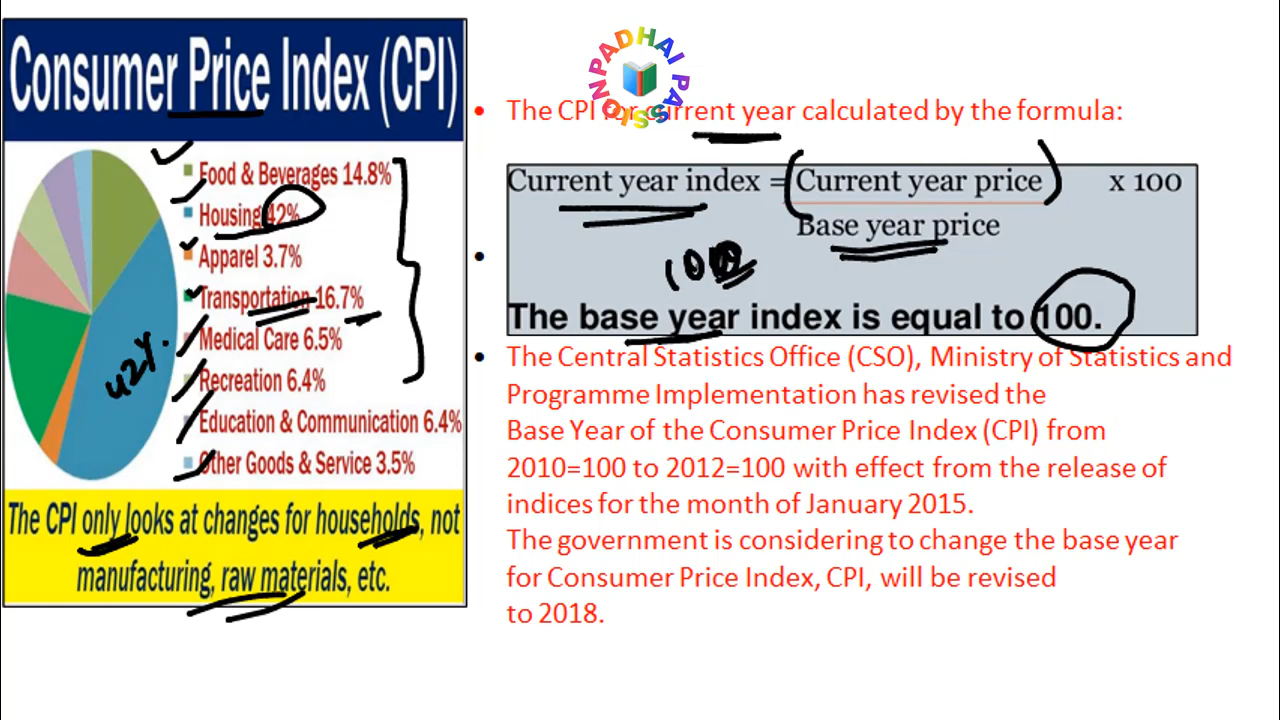 Consumer Price Index (CPI)
Food & Beverages 14.8%
Housing 42%
Apparel 3.7%
Transportation 16.7%
Medical Care 6.5%
Recreation 6.4%
Education & Communication 6.4%
Other Goods & Service 3.5%
42%.
The CPI only looks at changes for households, not
manufacturing, raw materials, etc.
PADHAI PASSION
• The CPI for current year calculated by the formula:
Current year index = Current year price x 100
Base year price
100
The base year index is equal to 100.
• The Central Statistics Office (CSO), Ministry of Statistics and
Programme Implementation has revised the
Base Year of the Consumer Price Index (CPI) from
2010=100 to 2012=100 with effect from the release of
indices for the month of January 2015.
The government is considering to change the base year
for Consumer Price Index, CPI, will be revised
to 2018.